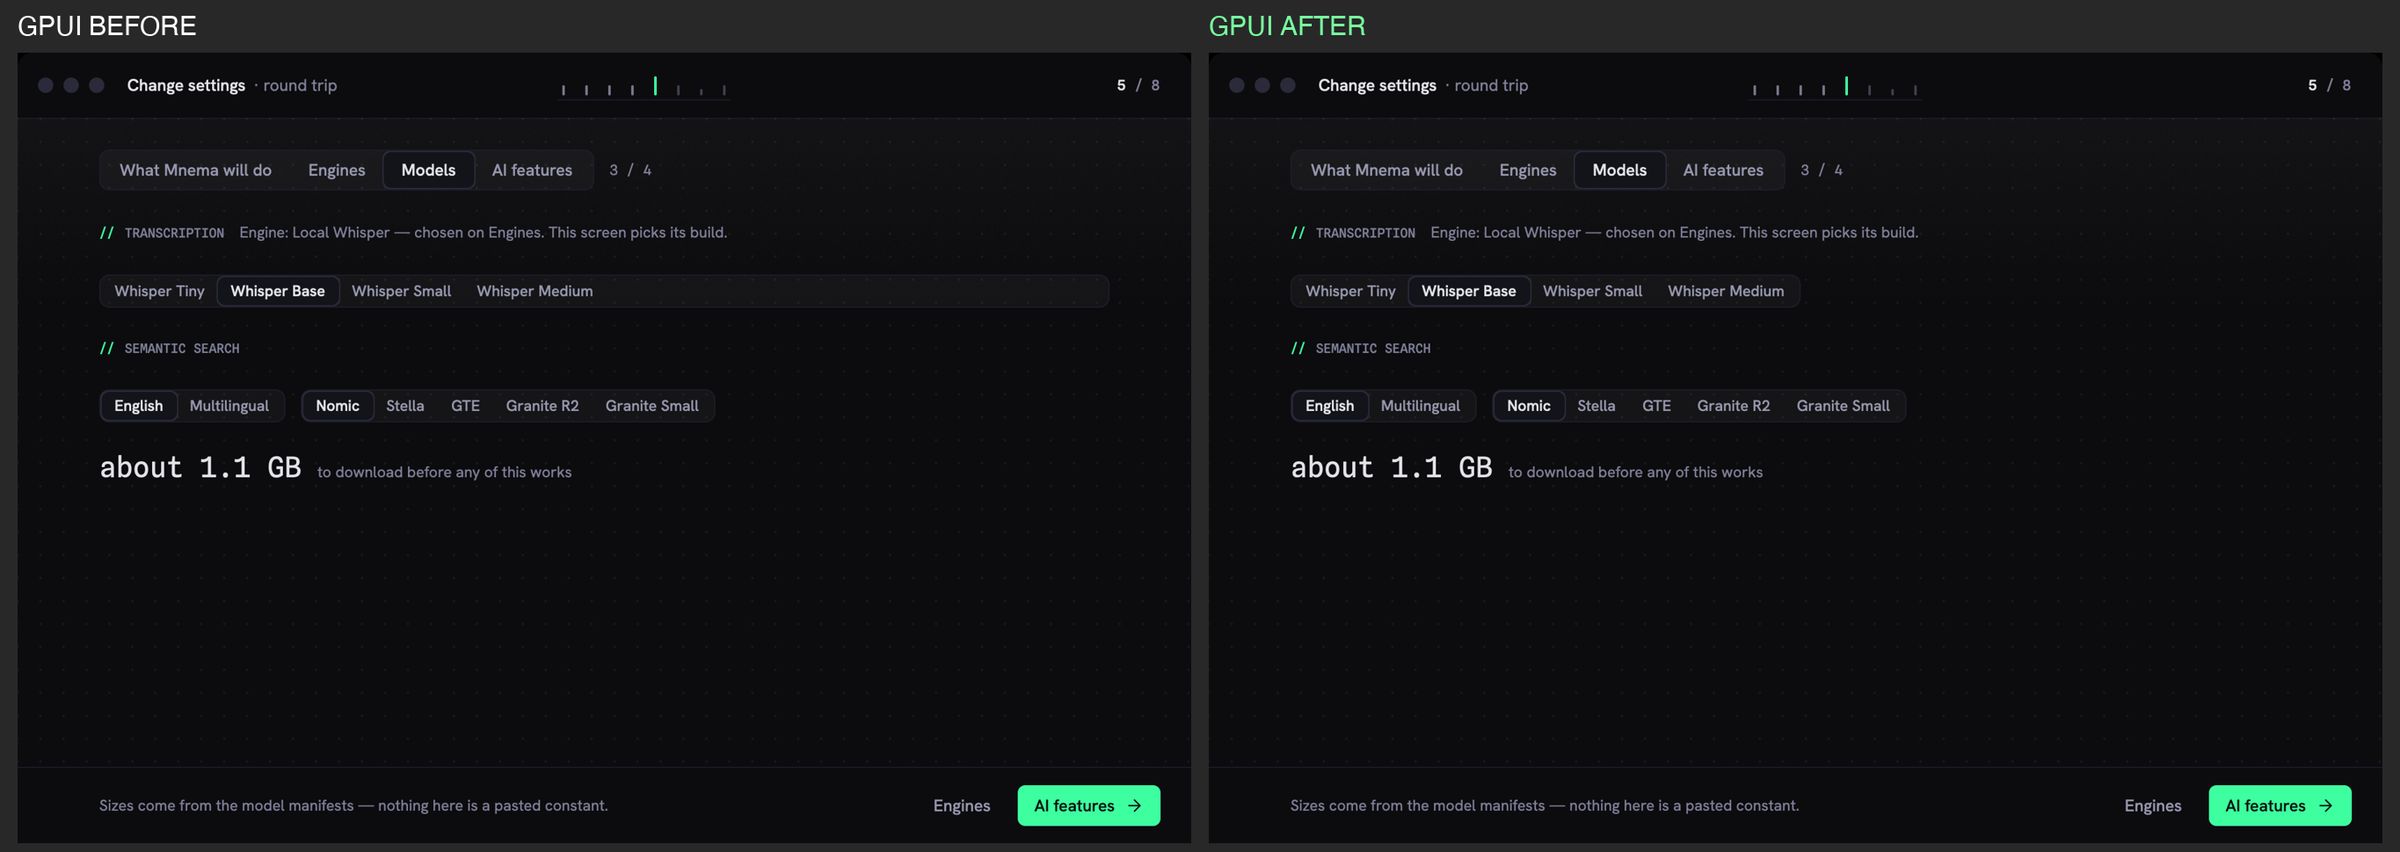 GPUI BEFORE
Change settings · round trip
5 / 8
What Mnema will do Engines Models AI features 3 / 4
// TRANSCRIPTION Engine: Local Whisper — chosen on Engines. This screen picks its build.
Whisper Tiny Whisper Base Whisper Small Whisper Medium
// SEMANTIC SEARCH
English Multilingual Nomic Stella GTE Granite R2 Granite Small
about 1.1 GB to download before any of this works
Sizes come from the model manifests — nothing here is a pasted constant.
Engines AI features →
GPUI AFTER
Change settings · round trip
5 / 8
What Mnema will do Engines Models AI features 3 / 4
// TRANSCRIPTION Engine: Local Whisper — chosen on Engines. This screen picks its build.
Whisper Tiny Whisper Base Whisper Small Whisper Medium
// SEMANTIC SEARCH
English Multilingual Nomic Stella GTE Granite R2 Granite Small
about 1.1 GB to download before any of this works
Sizes come from the model manifests — nothing here is a pasted constant.
Engines AI features →